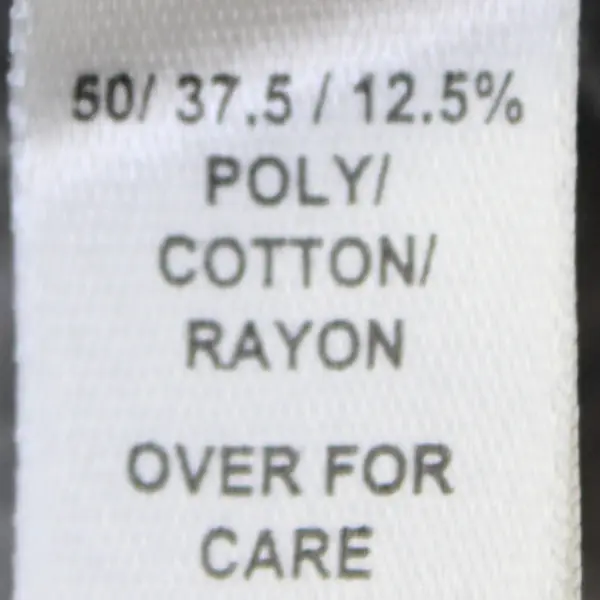 50/ 37.5 / 12.5%
POLY/
COTTON/
RAYON
OVER FOR
CARE